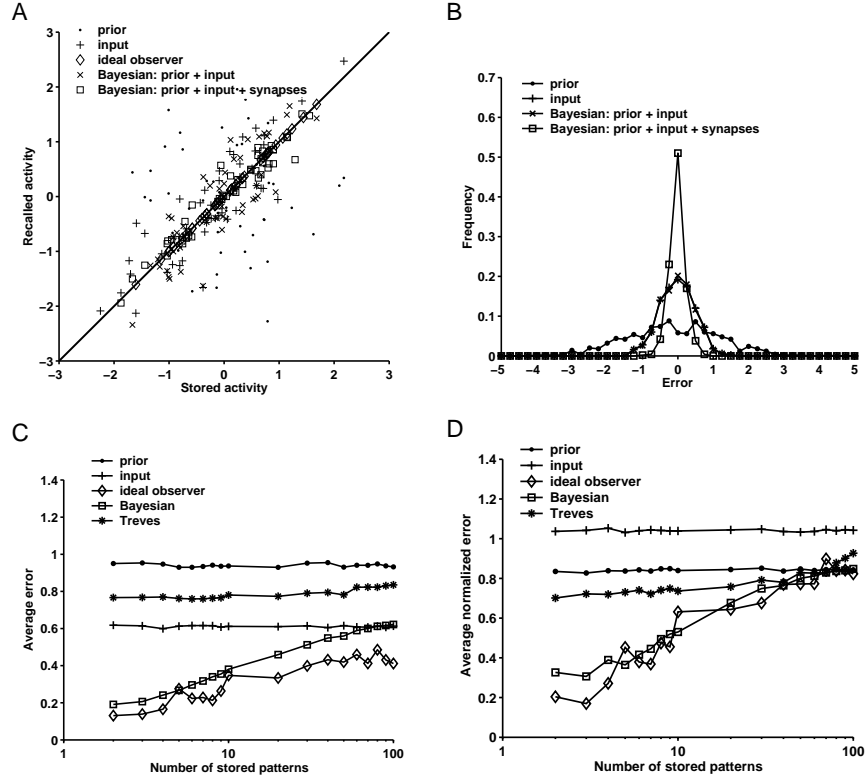 A
prior
input
ideal observer
Bayesian: prior + input
Bayesian: prior + input + synapses
3
2
1
0
−1
−2
−3
−3 −2 −1 0 1 2 3
Recalled activity
Stored activity
B
prior
input
Bayesian: prior + input
Bayesian: prior + input + synapses
0.7
0.6
0.5
0.4
0.3
0.2
0.1
0
−5 −4 −3 −2 −1 0 1 2 3 4 5
Frequency
Error
C
prior
input
ideal observer
Bayesian
Treves
1.4
1.2
1
0.8
0.6
0.4
0.2
0
1 10 100
Average error
Number of stored patterns
D
prior
input
ideal observer
Bayesian
Treves
1.4
1.2
1
0.8
0.6
0.4
0.2
0
1 10 100
Average normalized error
Number of stored patterns